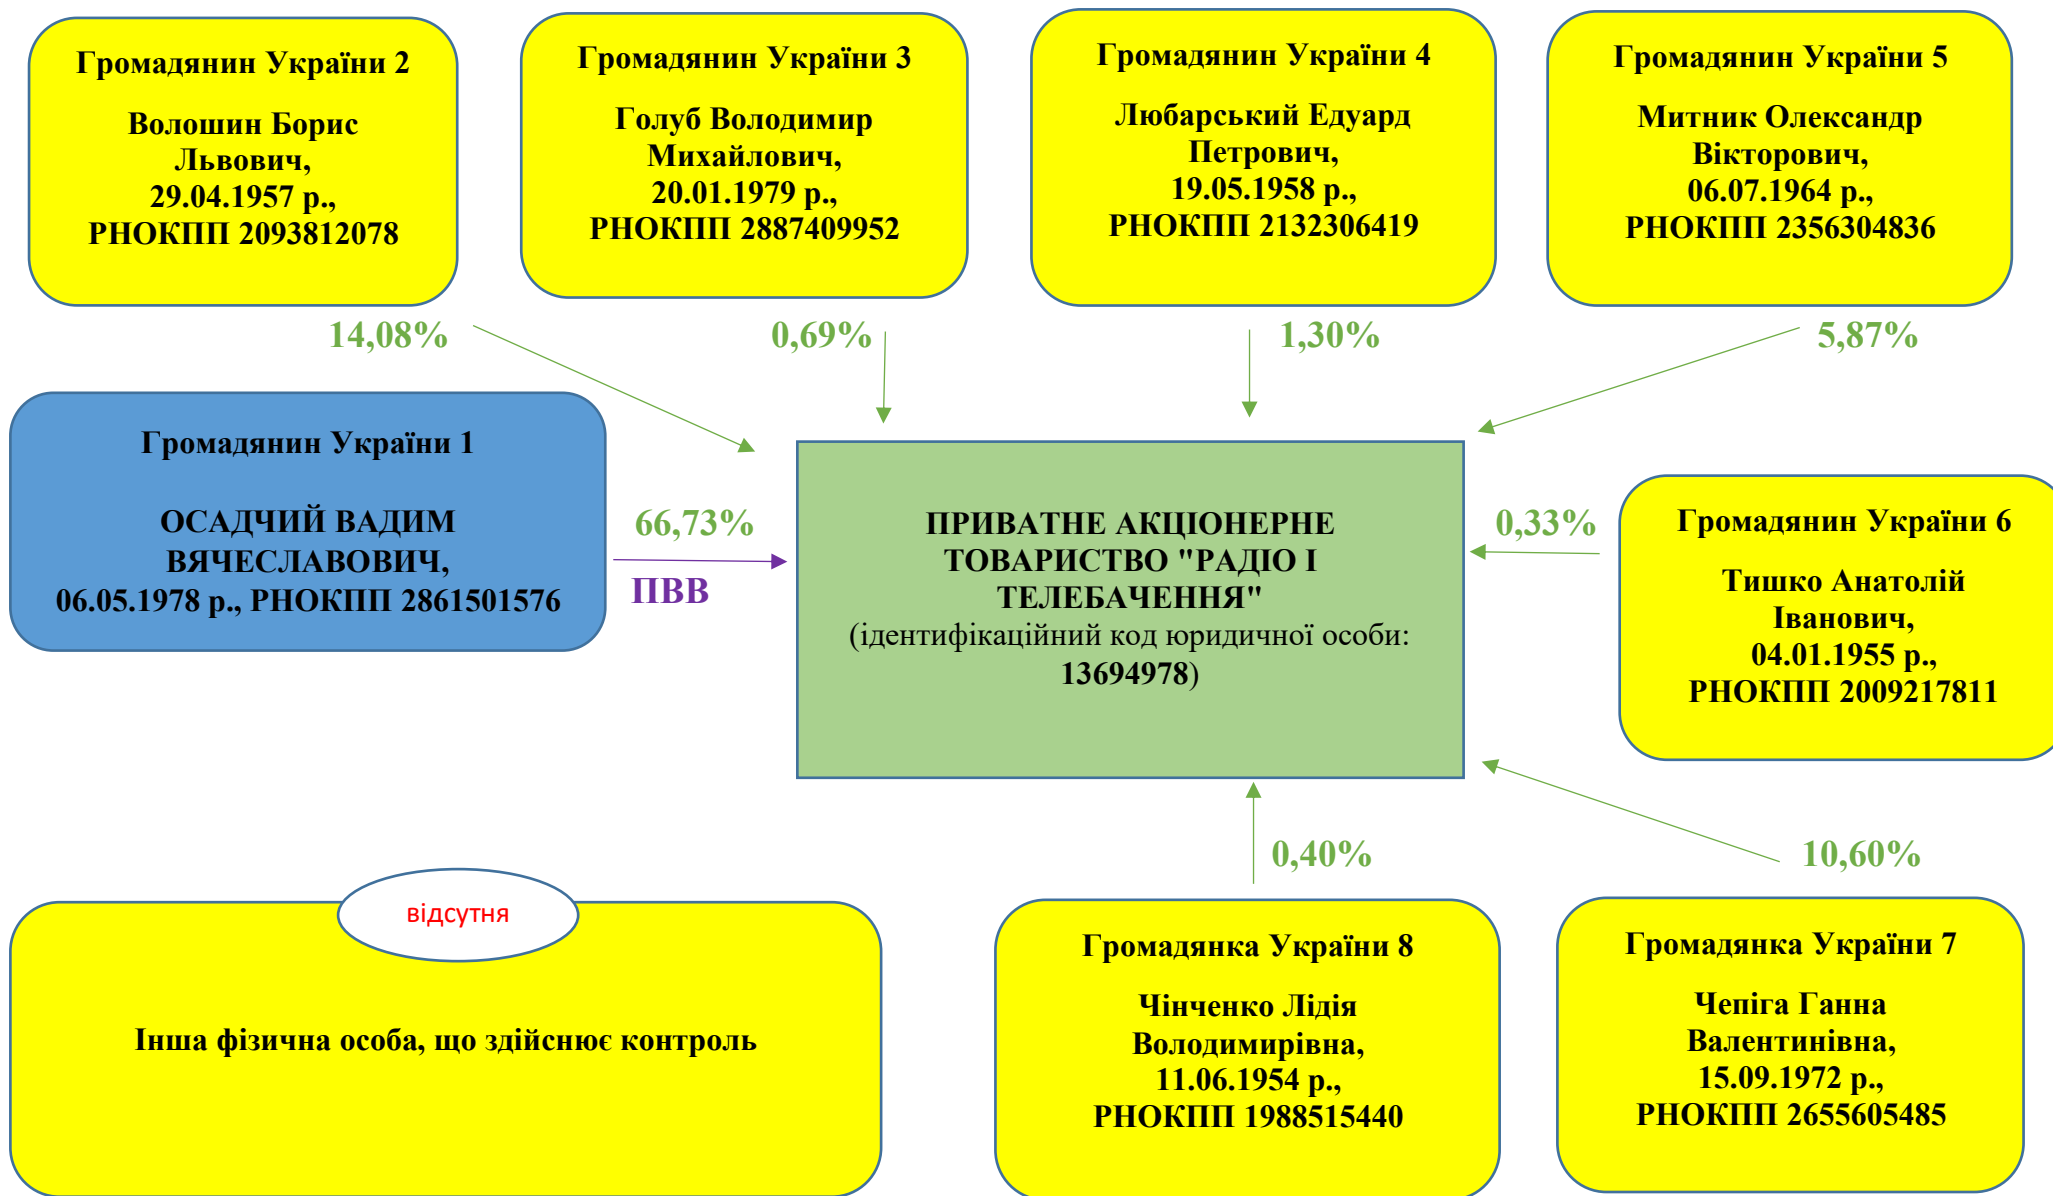 Громадянин України 2
Волошин Борис
Львович,
29.04.1957 р.,
РНОКПП 2093812078
Громадянин України 3
Голуб Володимир
Михайлович,
20.01.1979 р.,
РНОКПП 2887409952
Громадянин України 4
Любарський Едуард
Петрович,
19.05.1958 р.,
РНОКПП 2132306419
Громадянин України 5
Митник Олександр
Вікторович,
06.07.1964 р.,
РНОКПП 2356304836
14,08%
0,69%
1,30%
5,87%
Громадянин України 1
ОСАДЧИЙ ВАДИМ
ВЯЧЕСЛАВОВИЧ,
06.05.1978 р., РНОКПП 2861501576
66,73%
ПВВ
ПРИВАТНЕ АКЦІОНЕРНЕ
ТОВАРИСТВО "РАДІО І
ТЕЛЕБАЧЕННЯ"
(ідентифікаційний код юридичної особи:
13694978)
0,33%
Громадянин України 6
Тишко Анатолій
Іванович,
04.01.1955 р.,
РНОКПП 2009217811
0,40%
10,60%
відсутня
Інша фізична особа, що здійснює контроль
Громадянка України 8
Чінченко Лідія
Володимирівна,
11.06.1954 р.,
РНОКПП 1988515440
Громадянка України 7
Чепіга Ганна
Валентинівна,
15.09.1972 р.,
РНОКПП 2655605485